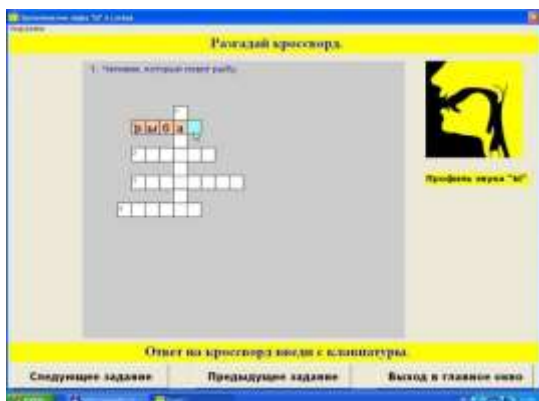 Разгадай кроссворд.
1. Человек, который ловит рыбу.
р ы б а
Профиль звука "Ы"
Ответ на кроссворд введи с клавиатуры.
Следующее задание
Предыдущее задание
Выход в главное окно